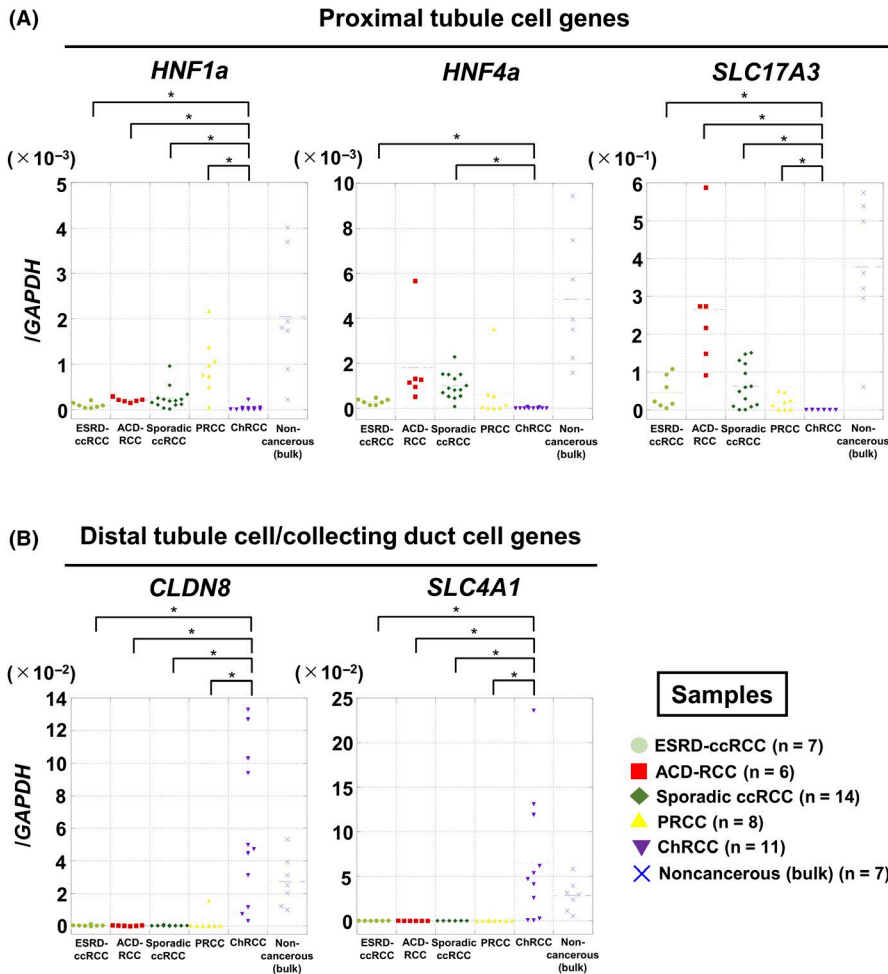 (A)
Proximal tubule cell genes
HNF1a
HNF4a
SLC17A3
* * * *
* *
* * * *
(×10⁻³)
(×10⁻³)
(×10⁻¹)
/GAPDH
5
4
3
2
1
0
10
8
6
4
2
0
6
5
4
3
2
1
0
ESRD-
ccRCC
ACD-
RCC
Sporadic
ccRCC
PRCC
ChRCC
Non-
cancerous
(bulk)
ESRD-
ccRCC
ACD-
RCC
Sporadic
ccRCC
PRCC
ChRCC
Non-
cancerous
(bulk)
ESRD-
ccRCC
ACD-
RCC
Sporadic
ccRCC
PRCC
ChRCC
Non-
cancerous
(bulk)
(B)
Distal tubule cell/collecting duct cell genes
CLDN8
SLC4A1
* * * *
* * * *
(×10⁻²)
(×10⁻²)
/GAPDH
14
12
10
8
6
4
2
0
25
20
15
10
5
0
ESRD-
ccRCC
ACD-
RCC
Sporadic
ccRCC
PRCC
ChRCC
Non-
cancerous
(bulk)
ESRD-
ccRCC
ACD-
RCC
Sporadic
ccRCC
PRCC
ChRCC
Non-
cancerous
(bulk)
Samples
ESRD-ccRCC (n = 7)
ACD-RCC (n = 6)
Sporadic ccRCC (n = 14)
PRCC (n = 8)
ChRCC (n = 11)
Noncancerous (bulk) (n = 7)